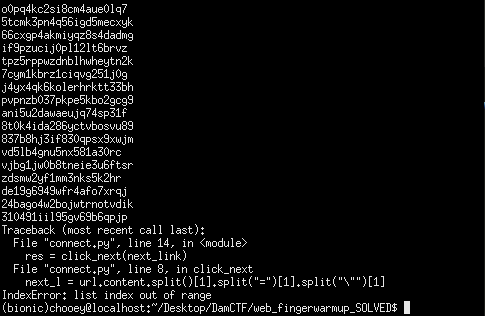 o0pq4kc2si8cm4aue0lq7
5tcmk3pn4q56igd5mecxyk
66cxgp4akmiyqz8s4dadmg
if9pzucij0pl12lt6brvz
tpz5rppwzdnblhwheytn2k
7cym1kbrz1ciqvg251j0g
j4yx4qk6kolerhrktt33bh
pvpnzb037pkpe5kbo2gcg9
ani5u2dawaeujq74sp31f
8t0k4ida286yctvbosvu89
837b8hj3if830qpsx9xwjm
vd5lb4gnu5nx581a30rc
vjbg1jw0b8tneie3u6ftsr
zdsmw2yf1mm3nks5k2hr
de19g6949wfr4afo7xrqj
24bago4w2bojwtrnotvdik
310491iil95gv69b6qpjp
Traceback (most recent call last):
  File "connect.py", line 14, in <module>
    res = click_next(next_link)
  File "connect.py", line 8, in click_next
    next_l = url.content.split()[1].split("=")[1].split("\"")[1]
IndexError: list index out of range
(bionic)chooey@localhost:~/Desktop/DamCTF/web_fingerwarmup_SOLVED$